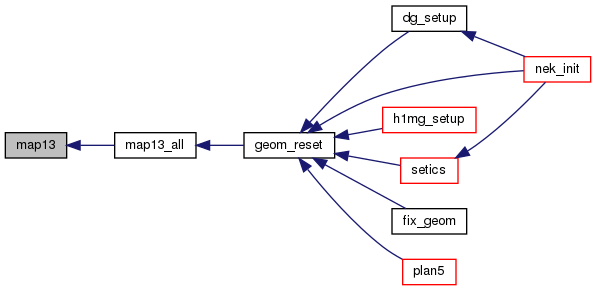 dg_setup
nek_init
h1mg_setup
map13
map13_all
geom_reset
setics
fix_geom
plan5